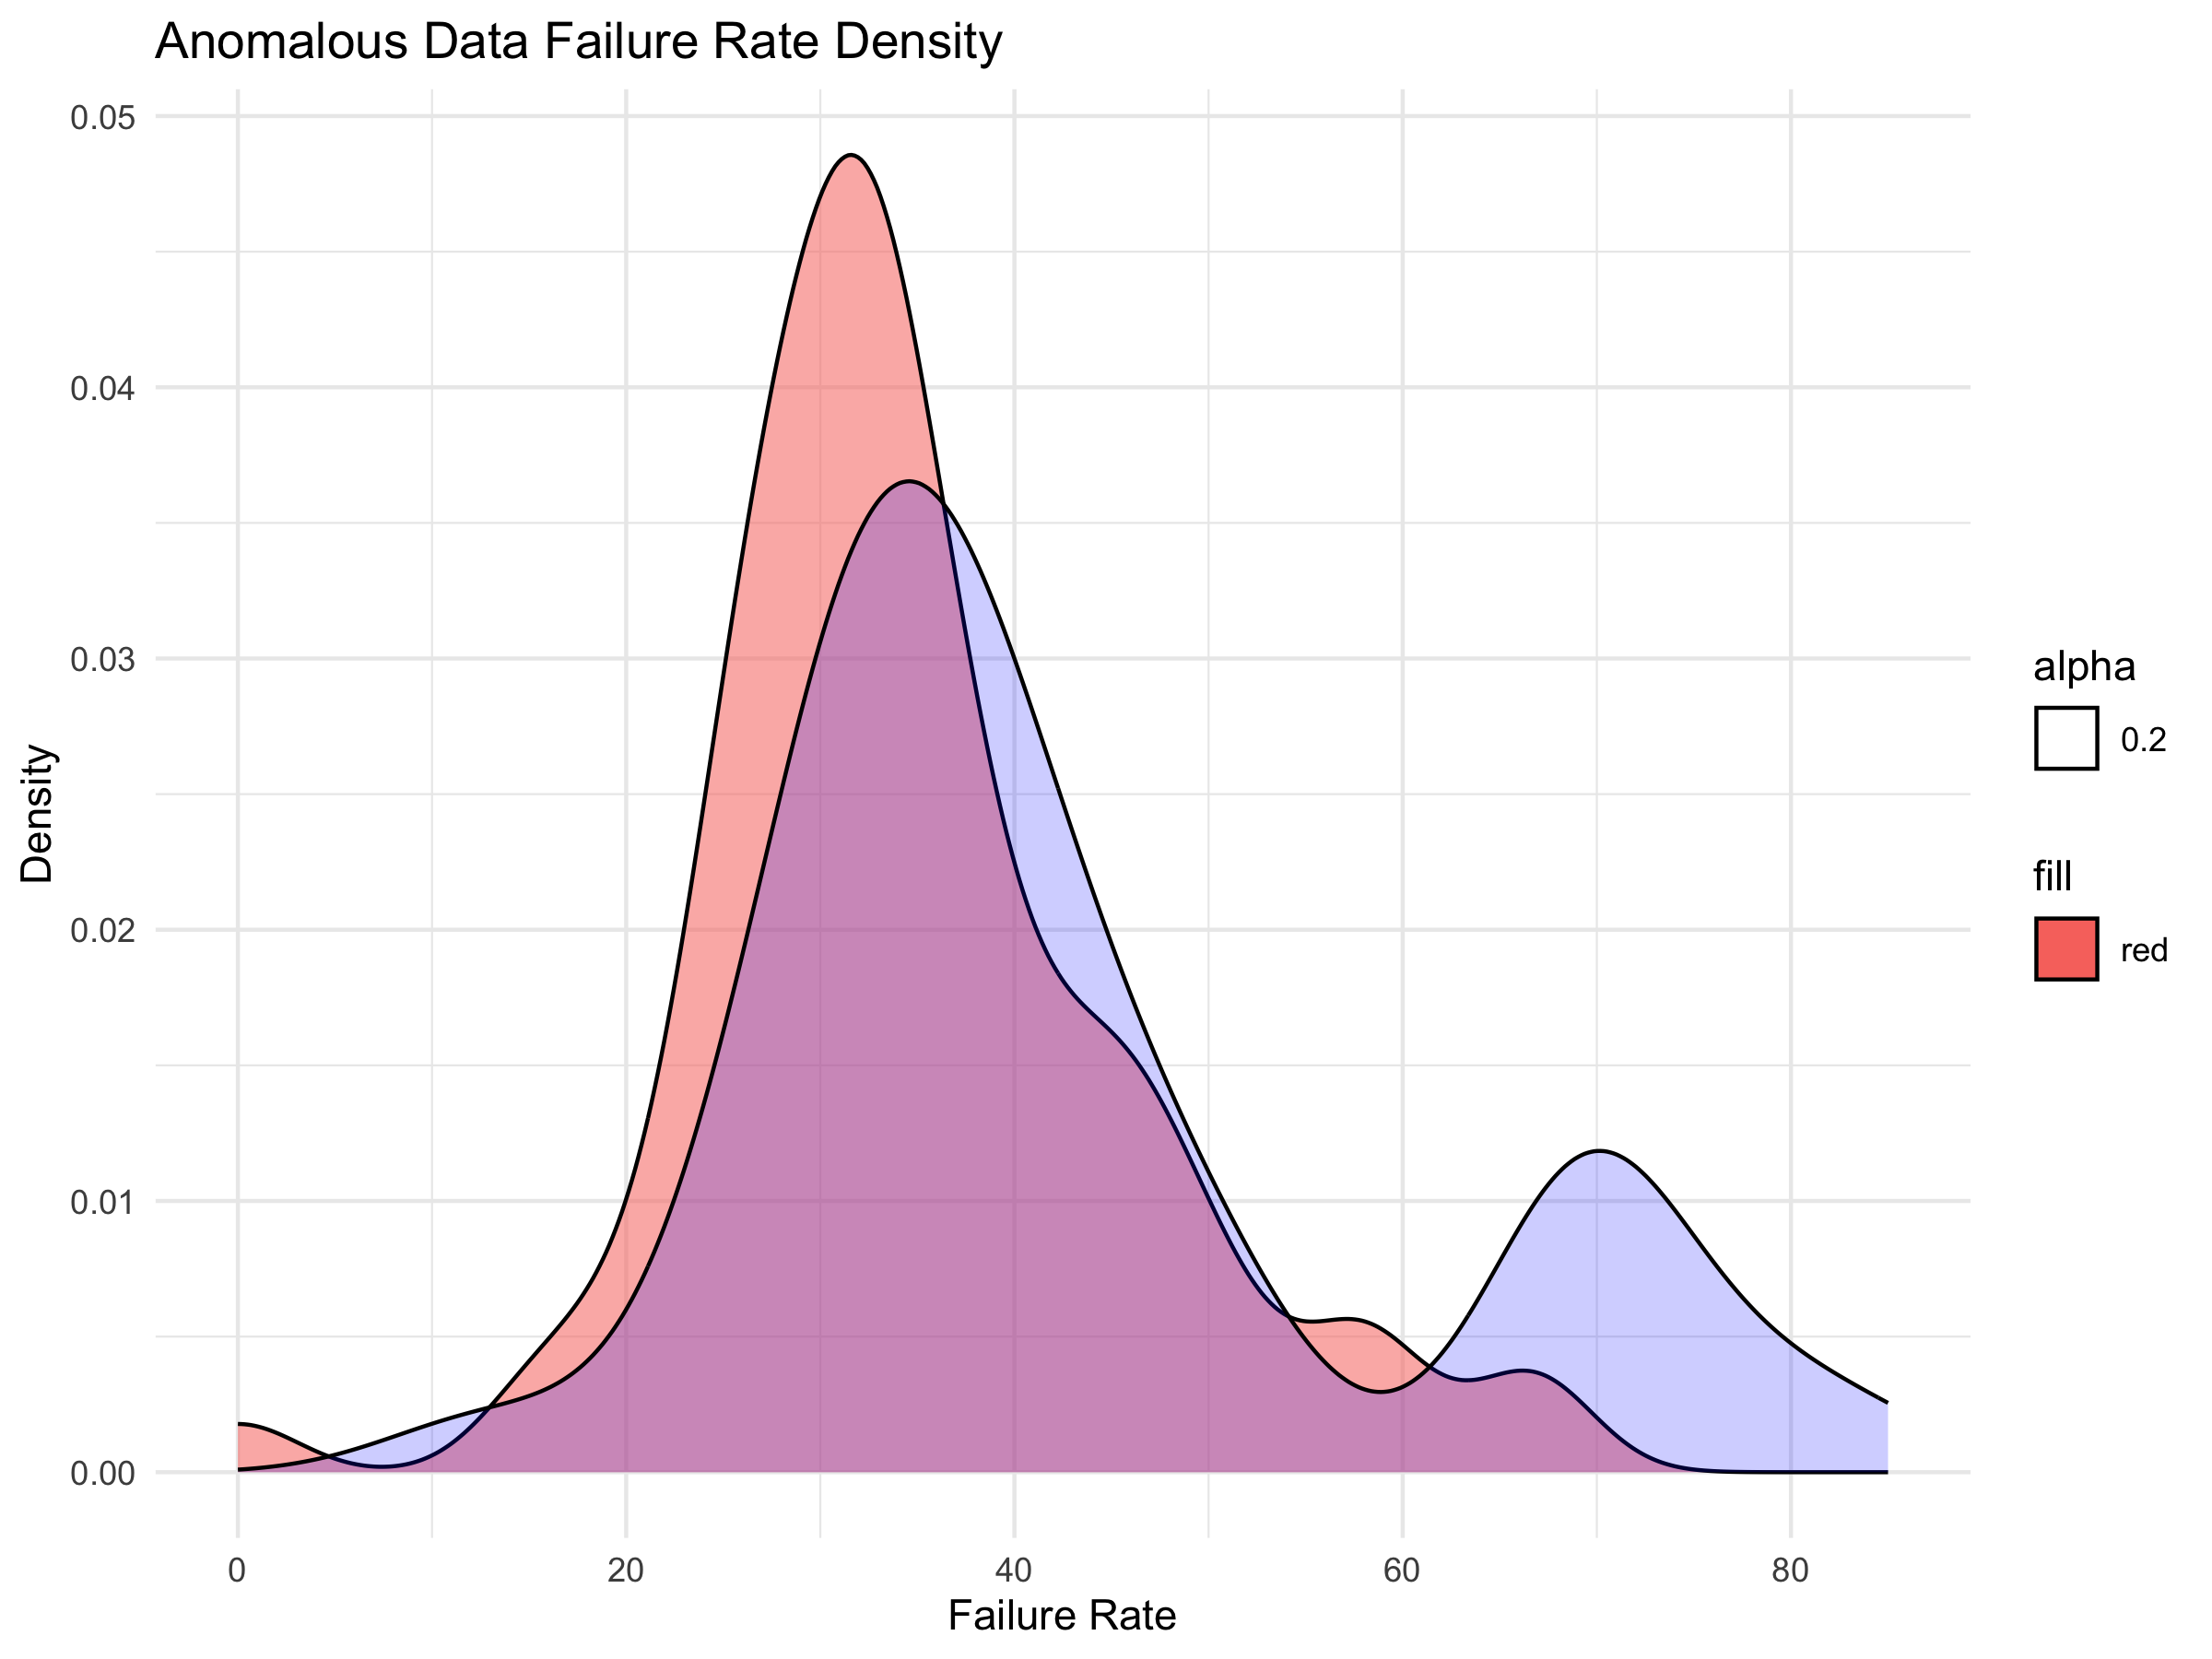 Anomalous Data Failure Rate Density
0.05
0.04
0.03
0.02
0.01
0.00
Density
0 20 40 60 80
Failure Rate
alpha
0.2
fill
red